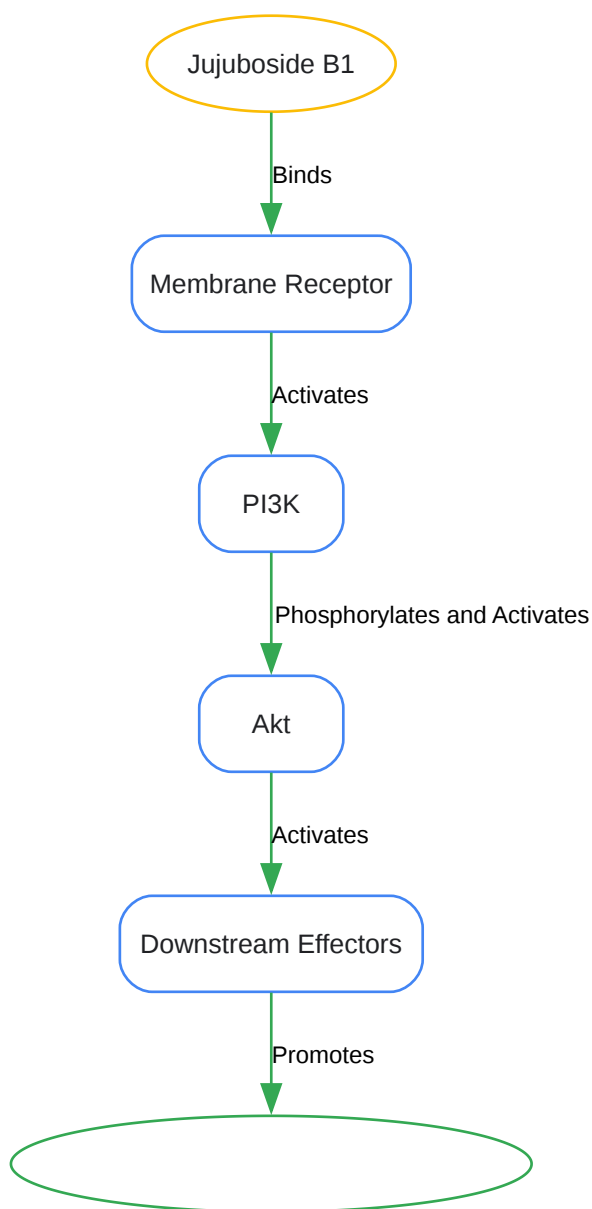 Jujuboside B1
Binds
Membrane Receptor
Activates
PI3K
Phosphorylates and Activates
Akt
Activates
Downstream Effectors
Promotes